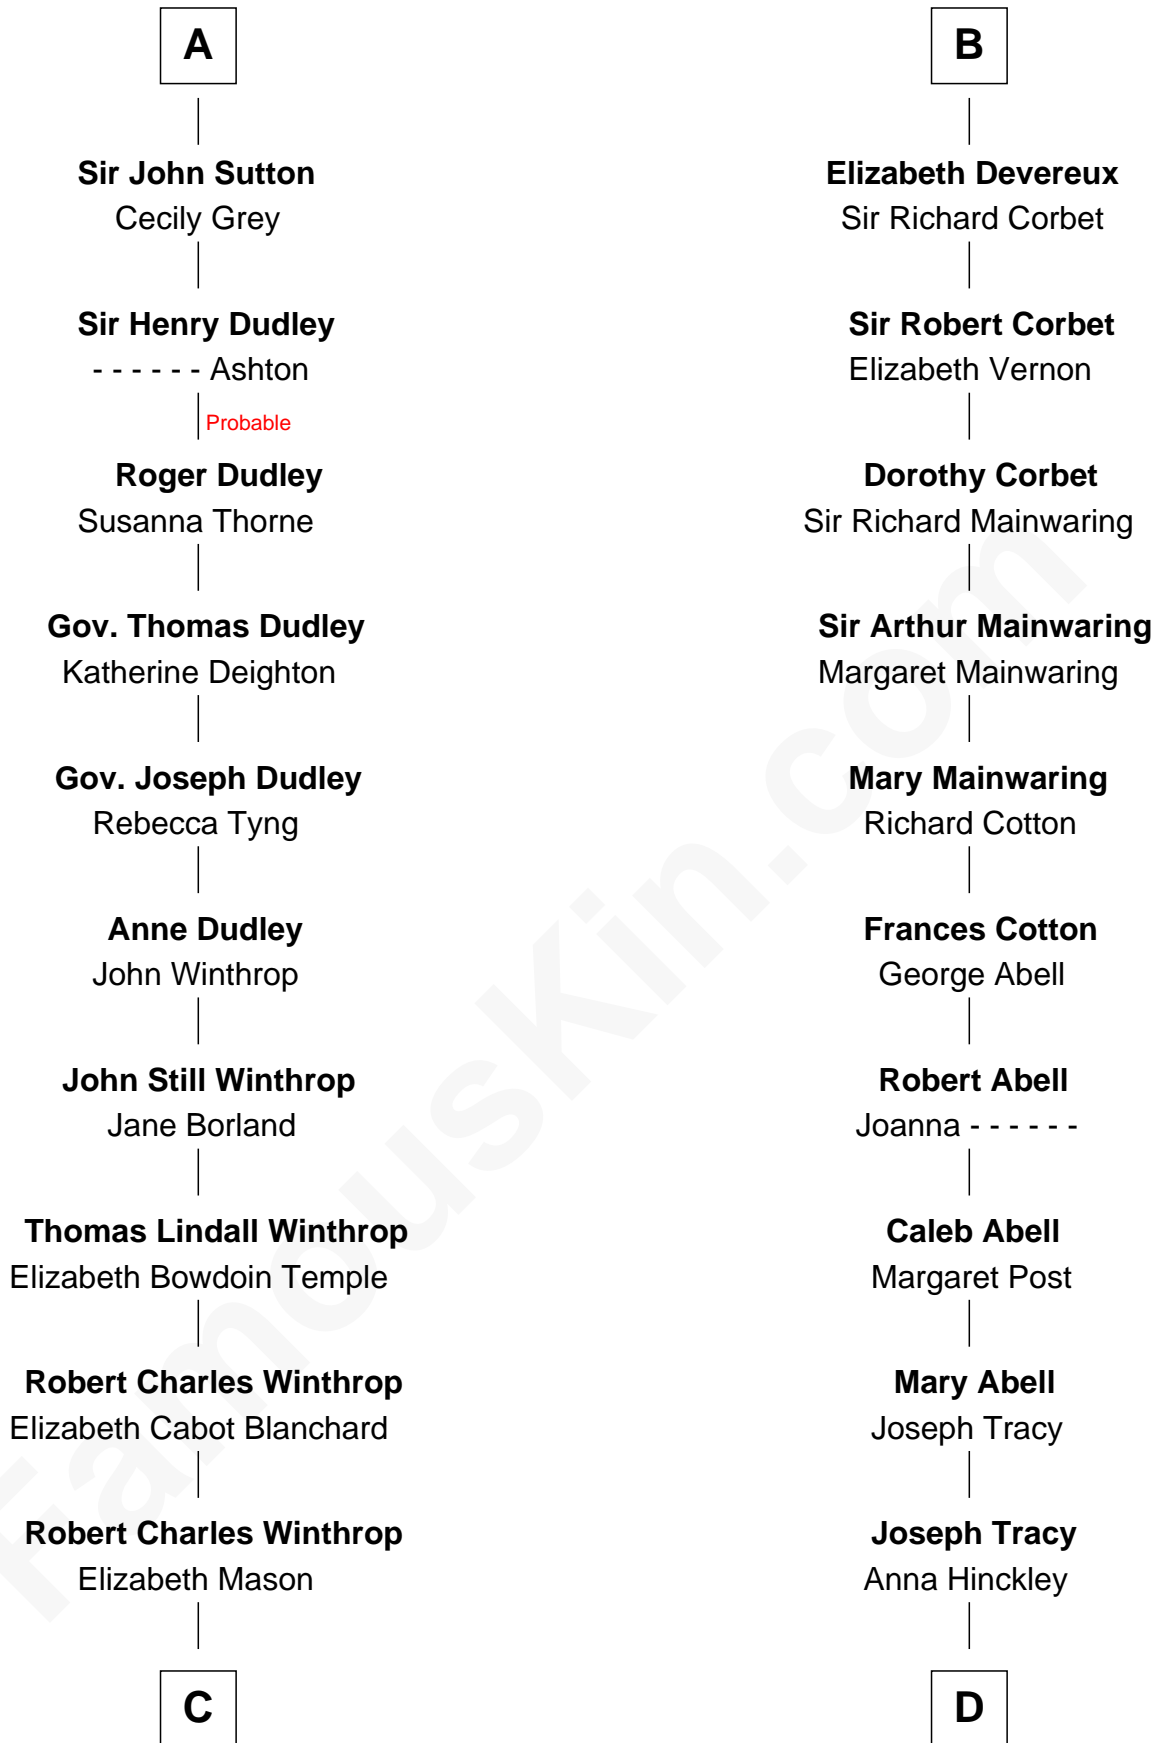 A
Sir John Sutton
Cecily Grey
Sir Henry Dudley
- - - - - - Ashton
Probable
Roger Dudley
Susanna Thorne
Gov. Thomas Dudley
Katherine Deighton
Gov. Joseph Dudley
Rebecca Tyng
Anne Dudley
John Winthrop
John Still Winthrop
Jane Borland
Thomas Lindall Winthrop
Elizabeth Bowdoin Temple
Robert Charles Winthrop
Elizabeth Cabot Blanchard
Robert Charles Winthrop
Elizabeth Mason
C
B
Elizabeth Devereux
Sir Richard Corbet
Sir Robert Corbet
Elizabeth Vernon
Dorothy Corbet
Sir Richard Mainwaring
Sir Arthur Mainwaring
Margaret Mainwaring
Mary Mainwaring
Richard Cotton
Frances Cotton
George Abell
Robert Abell
Joanna - - - - - -
Caleb Abell
Margaret Post
Mary Abell
Joseph Tracy
Joseph Tracy
Anna Hinckley
D
FamousKin.com